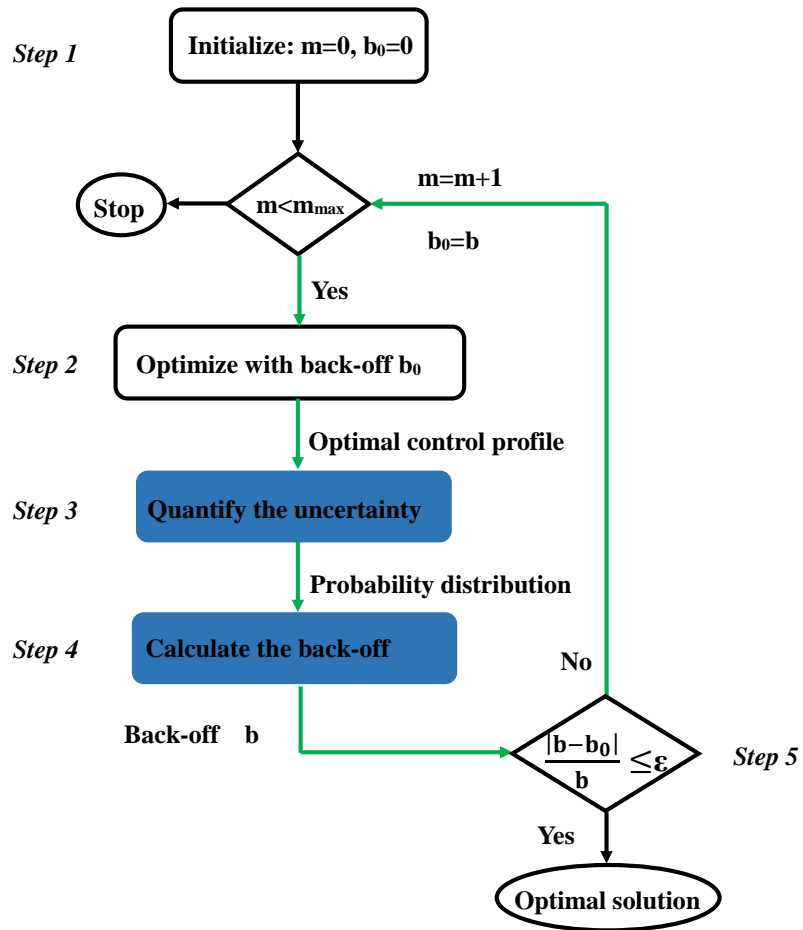 Step 1
Initialize: m=0, b₀=0
m=m+1
Stop
m<mₘₐₓ
b₀=b
Yes
Step 2
Optimize with back-off b₀
Optimal control profile
Step 3
Quantify the uncertainty
Probability distribution
Step 4
Calculate the back-off
No
Back-off b
|b−b₀|
b
≤ε
Step 5
Yes
Optimal solution